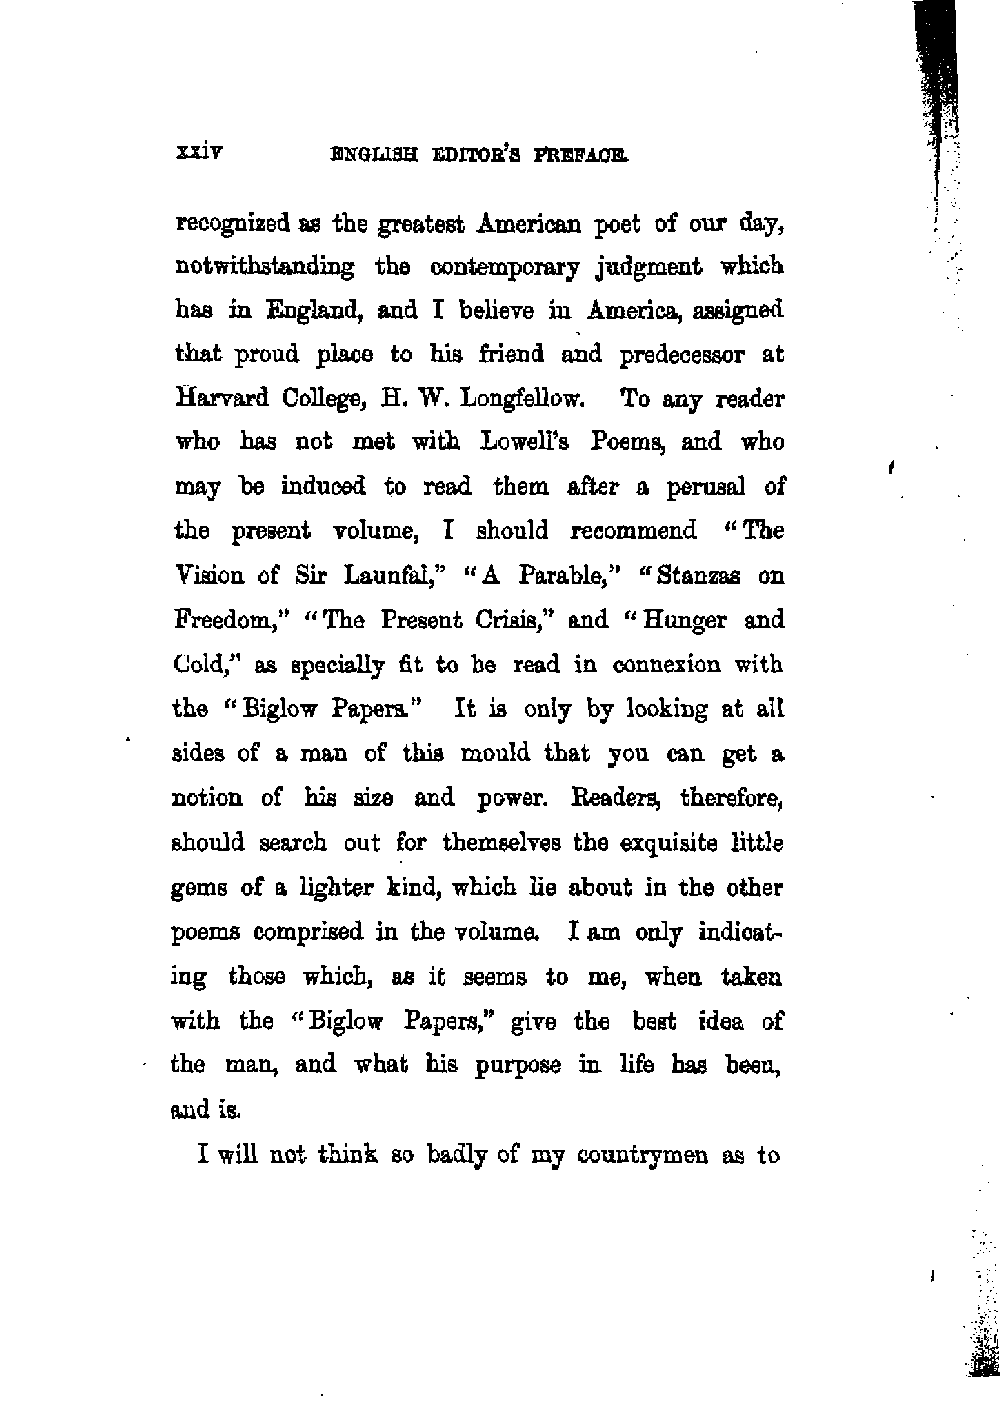 xxiv ENGLISH EDITOR'S PREFACE.
recognized as the greatest American poet of our day,
notwithstanding the contemporary judgment which
has in England, and I believe in America, assigned
that proud place to his friend and predecessor at
Harvard College, H. W. Longfellow. To any reader
who has not met with Lowell's Poems, and who
may be induced to read them after a perusal of
the present volume, I should recommend “The
Vision of Sir Launfal,” “A Parable,” “Stanzas on
Freedom,” “The Present Crisis,” and “Hunger and
Cold,” as specially fit to be read in connexion with
the “Biglow Papers.” It is only by looking at all
sides of a man of this mould that you can get a
notion of his size and power. Readers, therefore,
should search out for themselves the exquisite little
gems of a lighter kind, which lie about in the other
poems comprised in the volume. I am only indicat-
ing those which, as it seems to me, when taken
with the “Biglow Papers,” give the best idea of
the man, and what his purpose in life has been,
and is.
I will not think so badly of my countrymen as to